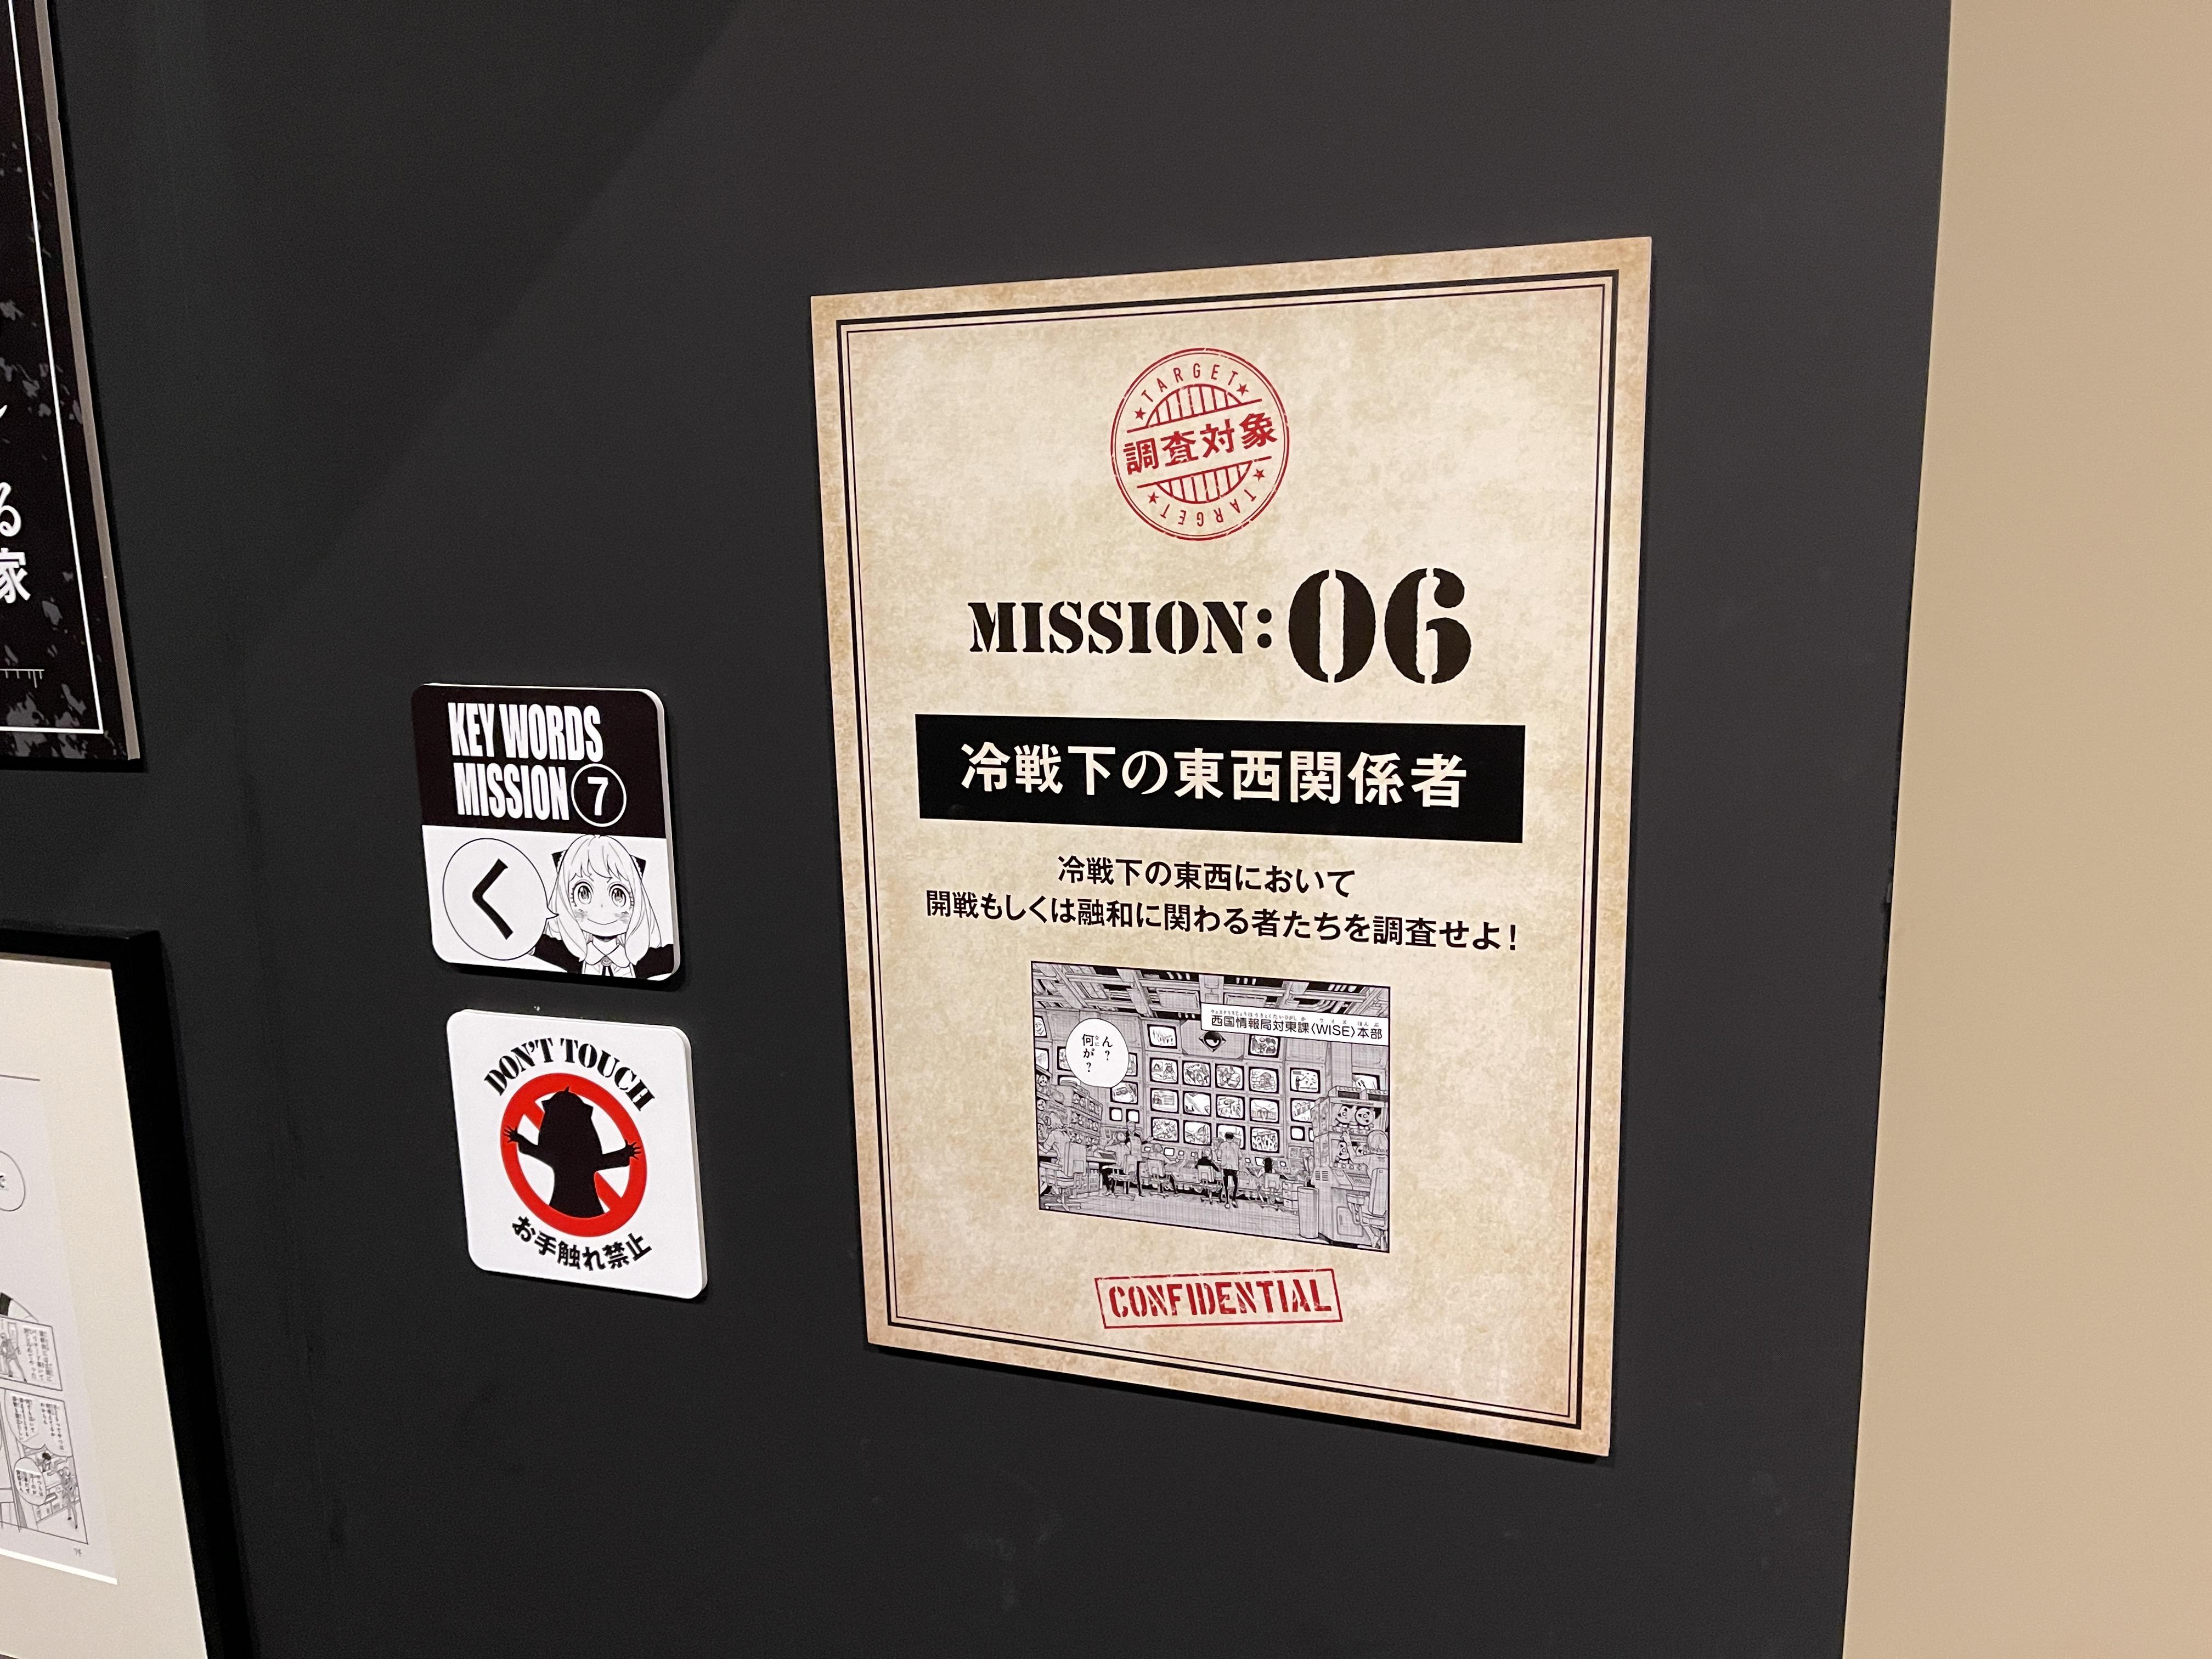 る
家
KEY WORDS
MISSION⑦
く
DON'T TOUCH
お手触れ禁止
TARGET
調査対象
TARGET
MISSION:06
冷戦下の東西関係者
冷戦下の東西において
開戦もしくは融和に関わる者たちを調査せよ!
西国情報局対東課〈WISE〉本部
ん?
何が?
CONFIDENTIAL